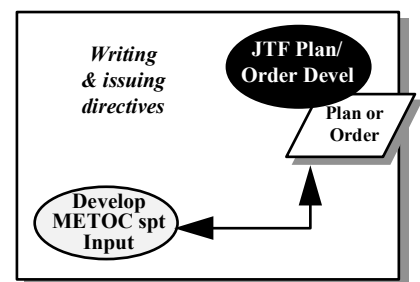 Writing
& issuing
directives
JTF Plan/
Order Devel
Plan or
Order
Develop
METOC spt
Input